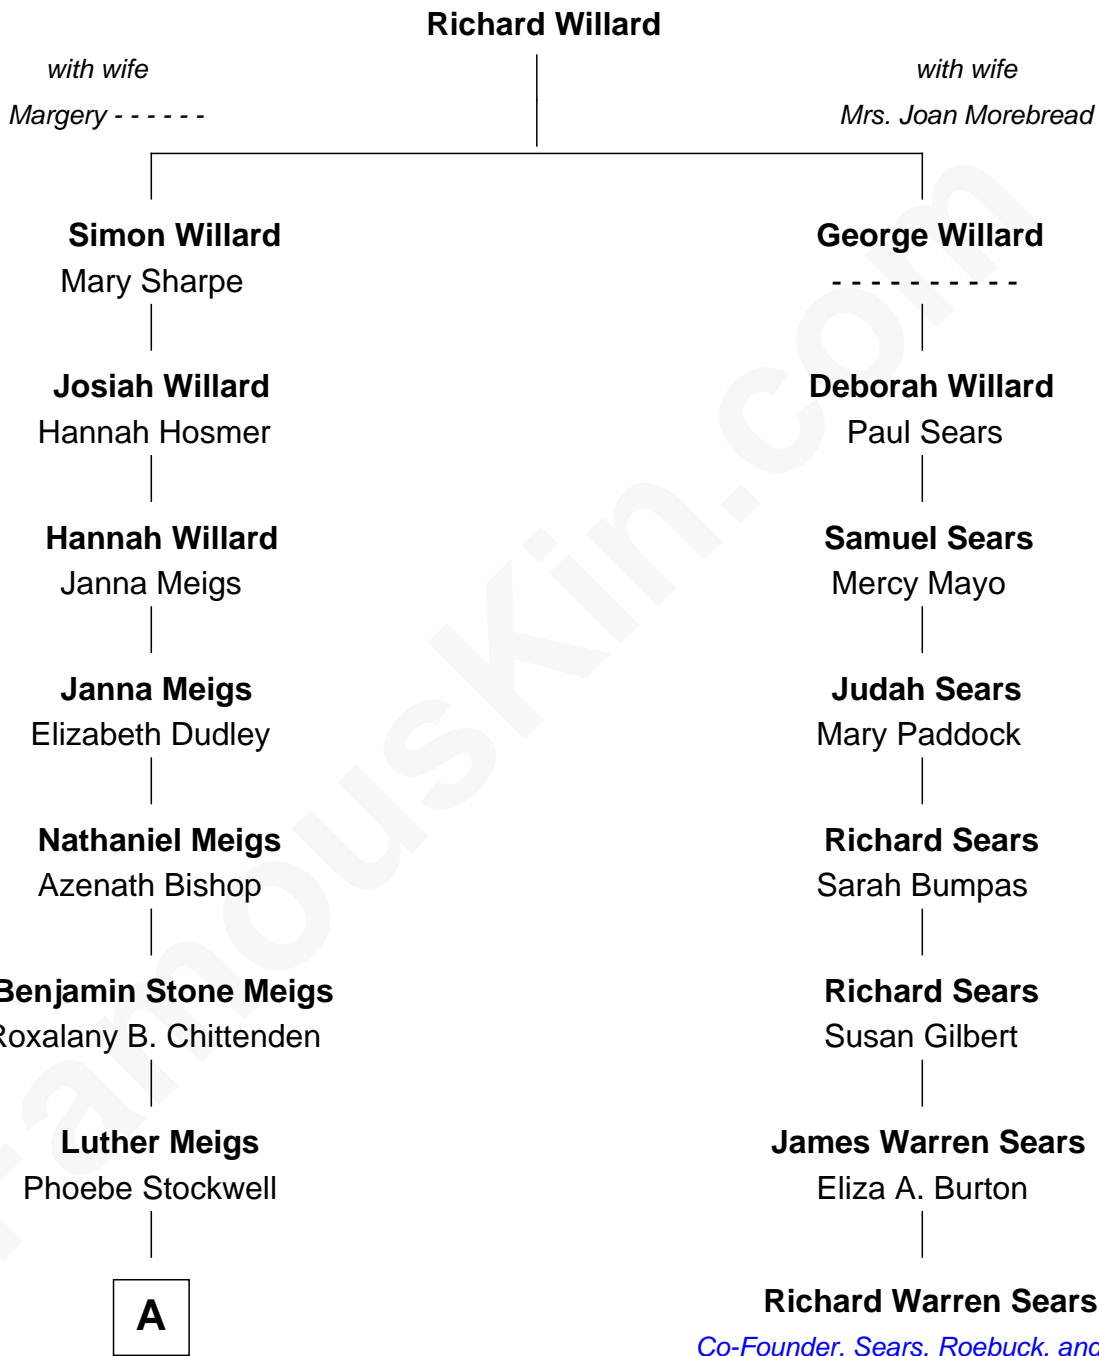 Richard Willard
with wife
Margery - - - - - -
with wife
Mrs. Joan Morebread
Simon Willard
Mary Sharpe
George Willard
- - - - - - - - - -
Josiah Willard
Hannah Hosmer
Deborah Willard
Paul Sears
Hannah Willard
Janna Meigs
Samuel Sears
Mercy Mayo
Janna Meigs
Elizabeth Dudley
Judah Sears
Mary Paddock
Nathaniel Meigs
Azenath Bishop
Richard Sears
Sarah Bumpas
Benjamin Stone Meigs
Roxalany B. Chittenden
Richard Sears
Susan Gilbert
Luther Meigs
Phoebe Stockwell
James Warren Sears
Eliza A. Burton
A
Richard Warren Sears
Co-Founder, Sears, Roebuck, and
FamousKin.com